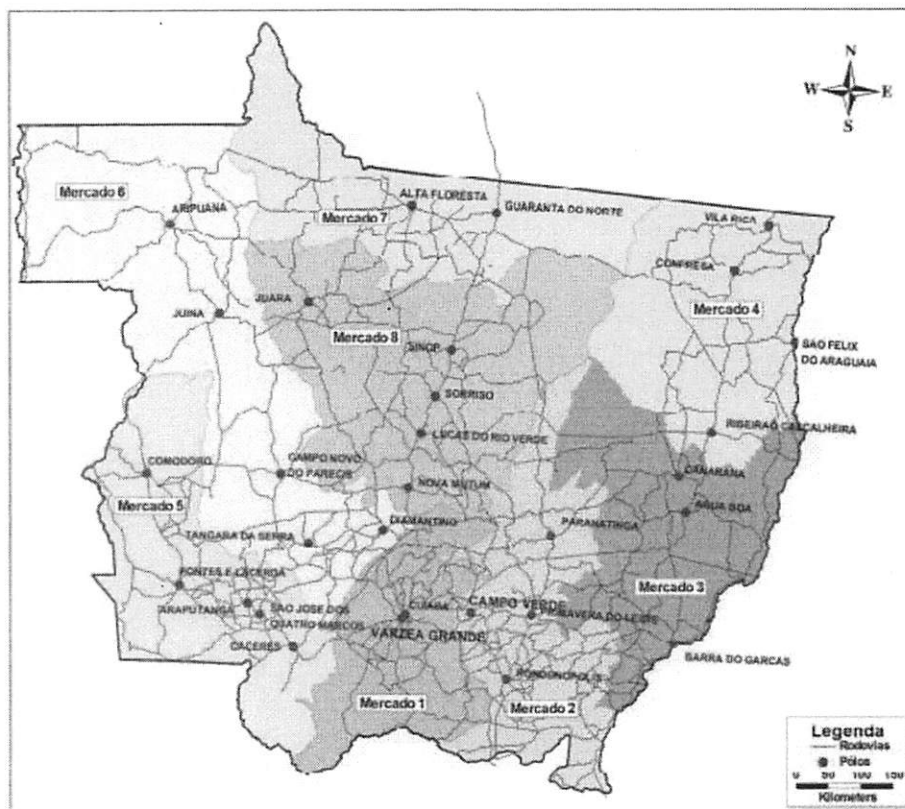 N
W E
S
Mercado 6
ARIPUANA
ALTA FLORESTA
Mercado 7
GUARANTA DO NORTE
VILA RICA
CONFRESA
JUARA
Mercado 4
JUINA
Mercado 8
SINOP
SAO FELIX
DO ARAGUAIA
SORRISO
LUCAS DO RIO VERDE
RIBEIRAO CASCALHEIRA
COMODORO
CAMPO NOVO
DO PARECIS
CANARANA
NOVA MUTUM
Mercado 5
AGUA BOA
DIAMANTINO
PARANATINGA
TANGARA DA SERRA
PONTES E LACERDA
Mercado 3
ARAPUTANGA
SAO JOSE DOS
QUATRO MARCOS
CUIABA
CAMPO VERDE
PRIMAVERA DO LESTE
VARZEA GRANDE
CACERES
BARRA DO GARCAS
RONDONOPOLIS
Mercado 1
Mercado 2
Legenda
Rodovias
Pólos
0 50 100 150
Kilometers